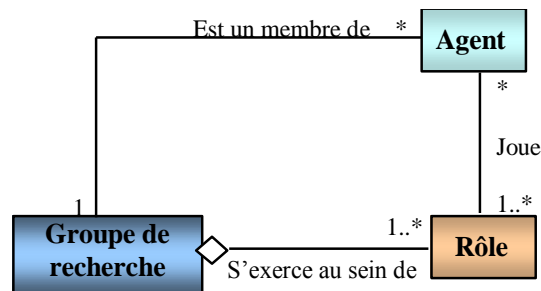 Est un membre de *
Agent
*
Joue
1
1..*
1..*
Groupe de
recherche
Rôle
S’exerce au sein de